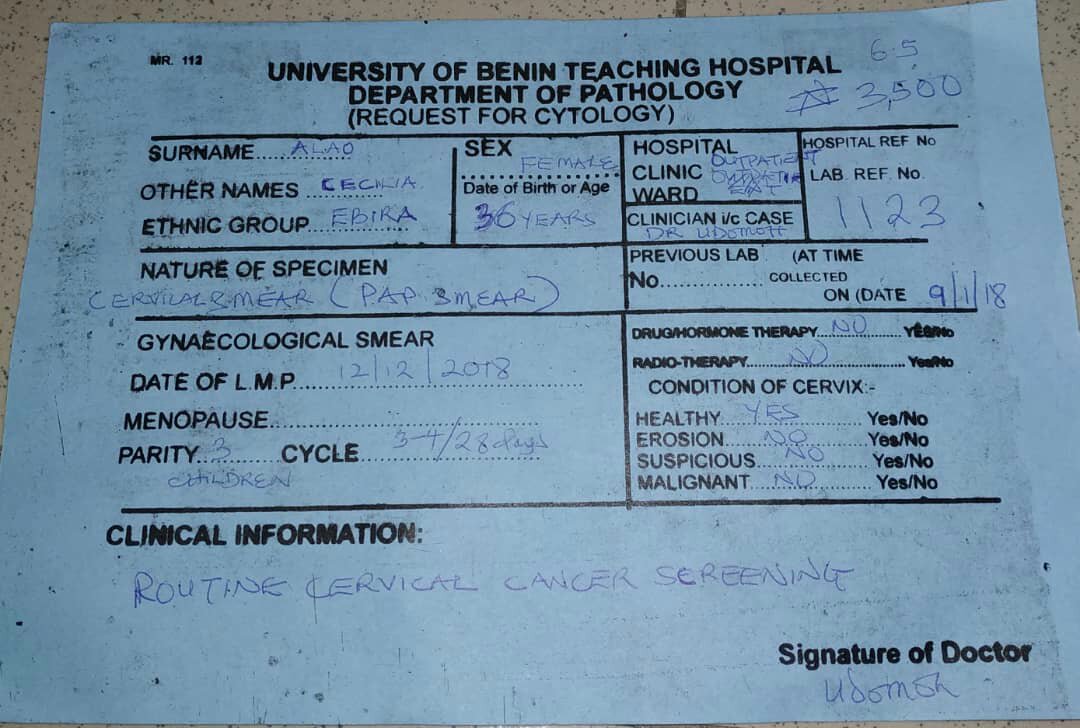 MR. 112
6.5
₦ 3,500
UNIVERSITY OF BENIN TEACHING HOSPITAL
DEPARTMENT OF PATHOLOGY
(REQUEST FOR CYTOLOGY)
SURNAME.....ALAO
OTHER NAMES CECILIA
ETHNIC GROUP...EBIRA
SEX
FEMALE
Date of Birth or Age
36 YEARS
HOSPITAL
CLINIC OUTPATIENT
WARD
CLINICIAN i/c CASE
DR UDOMOH
HOSPITAL REF No
LAB. REF. No.
1123
NATURE OF SPECIMEN
CERVICAL SMEAR (PAP SMEAR)
PREVIOUS LAB (AT TIME
No............ COLLECTED
ON (DATE 9/1/18
GYNAECOLOGICAL SMEAR
DATE OF L.M.P....12/12/2018
MENOPAUSE
PARITY 3 CYCLE 3-4/28days
CHILDREN
DRUG/HORMONE THERAPY...NO.......... Yes/No
RADIO-THERAPY......NO.......... Yes/No
CONDITION OF CERVIX:-
HEALTHY YES Yes/No
EROSION NO Yes/No
SUSPICIOUS NO Yes/No
MALIGNANT NO Yes/No
CLINICAL INFORMATION:
ROUTINE CERVICAL CANCER SCREENING
Signature of Doctor
Udomoh